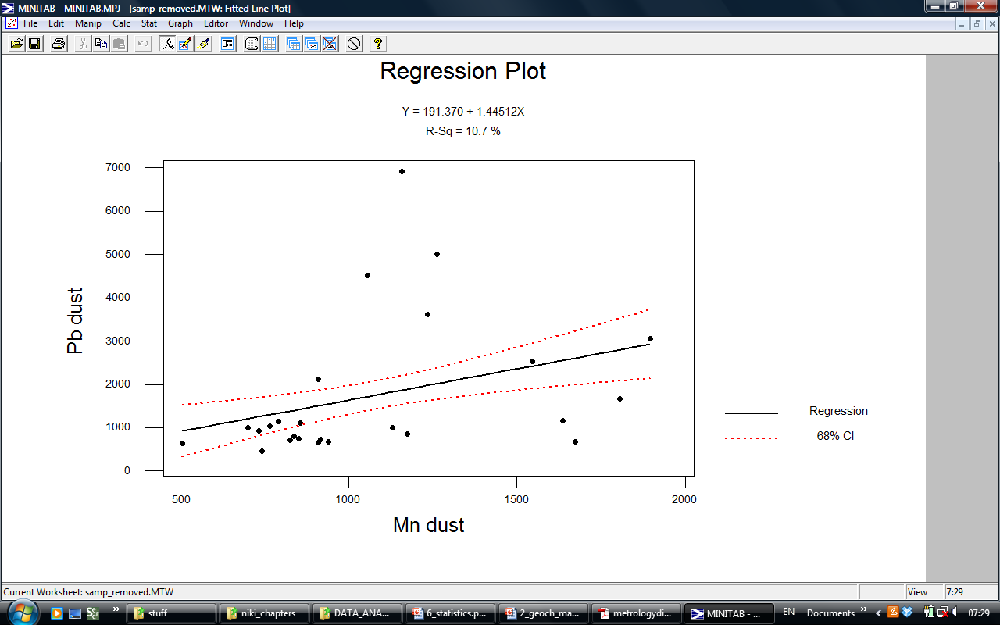 MINITAB - MINITAB.MPJ - [samp_removed.MTW: Fitted Line Plot]
File Edit Manip Calc Stat Graph Editor Window Help
Regression Plot
Y = 191.370 + 1.44512X
R-Sq = 10.7 %
7000
6000
5000
4000
3000
2000
1000
0
Pb dust
500 1000 1500 2000
Mn dust
Regression
68% CI
Current Worksheet: samp_removed.MTW View 7:29
stuff niki_chapters DATA_ANA... 6_statistics.p... 2_geoch_ma... metrologydi... MINITAB - ... EN Documents 07:29